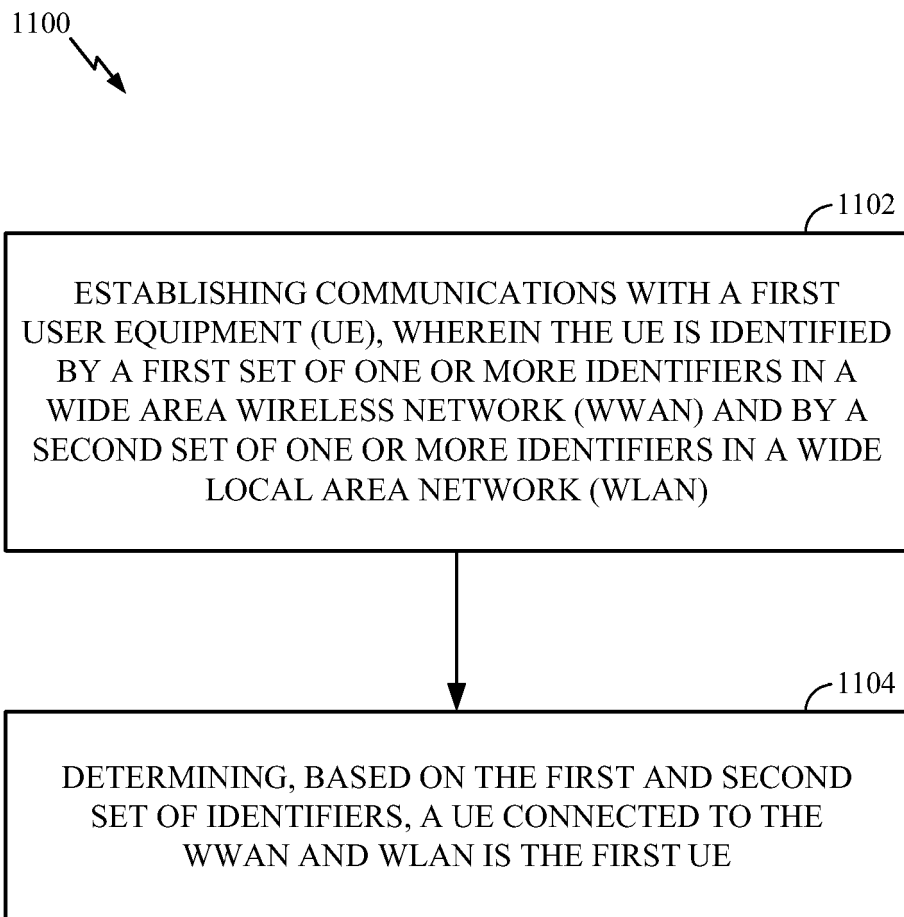 1100
1102
ESTABLISHING COMMUNICATIONS WITH A FIRST
USER EQUIPMENT (UE), WHEREIN THE UE IS IDENTIFIED
BY A FIRST SET OF ONE OR MORE IDENTIFIERS IN A
WIDE AREA WIRELESS NETWORK (WWAN) AND BY A
SECOND SET OF ONE OR MORE IDENTIFIERS IN A WIDE
LOCAL AREA NETWORK (WLAN)
1104
DETERMINING, BASED ON THE FIRST AND SECOND
SET OF IDENTIFIERS, A UE CONNECTED TO THE
WWAN AND WLAN IS THE FIRST UE